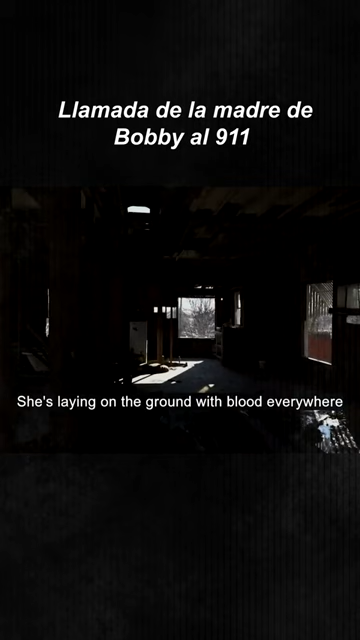 Llamada de la madre de
Bobby al 911
She's laying on the ground with blood everywhere